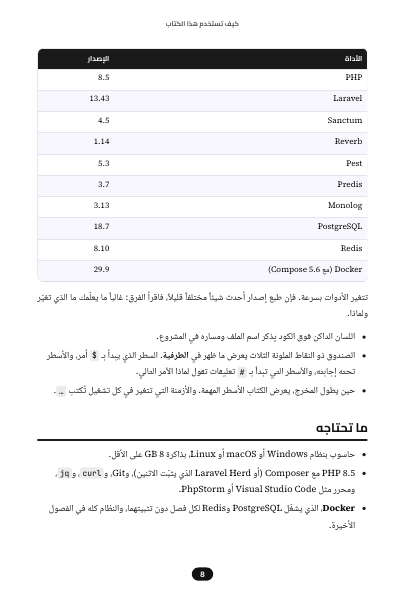 كيف تستخدم هذا الكتاب
الأداة الإصدار
PHP 8.5
Laravel 13.43
Sanctum 4.5
Reverb 1.14
Pest 5.3
Predis 3.7
Monolog 3.13
PostgreSQL 18.7
Redis 8.10
Docker (مع Compose 5.6) 29.9
تتغير الأدوات بسرعة. فإن طبع إصدار أحدث شيئاً مختلفاً قليلاً، فاقرأ الفرق: غالباً ما يعلّمك ما الذي تغيّر
ولماذا.
• اللسان الداكن فوق الكود يذكر اسم الملف ومساره في المشروع.
• الصندوق ذو النقاط الملونة الثلاث يعرض ما ظهر في الطرفية. السطر الذي يبدأ بـ $ أمر، والأسطر
تحته إجابته، والأسطر التي تبدأ بـ # تعليقات تقول لماذا الأمر التالي.
• حين يطول المخرج، يعرض الكتاب الأسطر المهمة. والأزمنة التي تتغير في كل تشغيل تُكتب …
ما تحتاجه
• حاسوب بنظام Windows أو macOS أو Linux، بذاكرة 8 GB على الأقل.
• PHP 8.5 مع Composer (أو Laravel Herd الذي يثبّت الاثنين)، وGit، و curl، و jq،
ومحرر مثل Visual Studio Code أو PhpStorm.
• Docker، الذي يشغّل PostgreSQL وRedis لكل فصل دون تثبيتهما، والنظام كله في الفصول
الأخيرة.
8